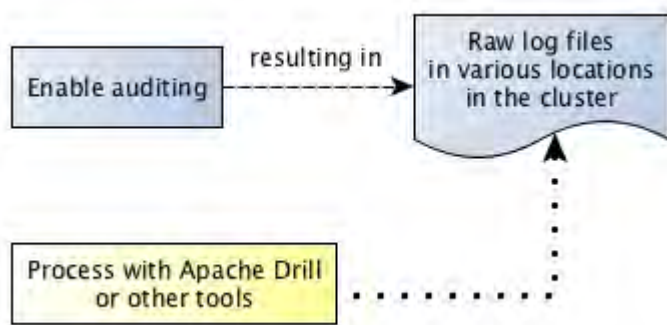 Enable auditing
resulting in
Raw log files
in various locations
in the cluster
Process with Apache Drill
or other tools